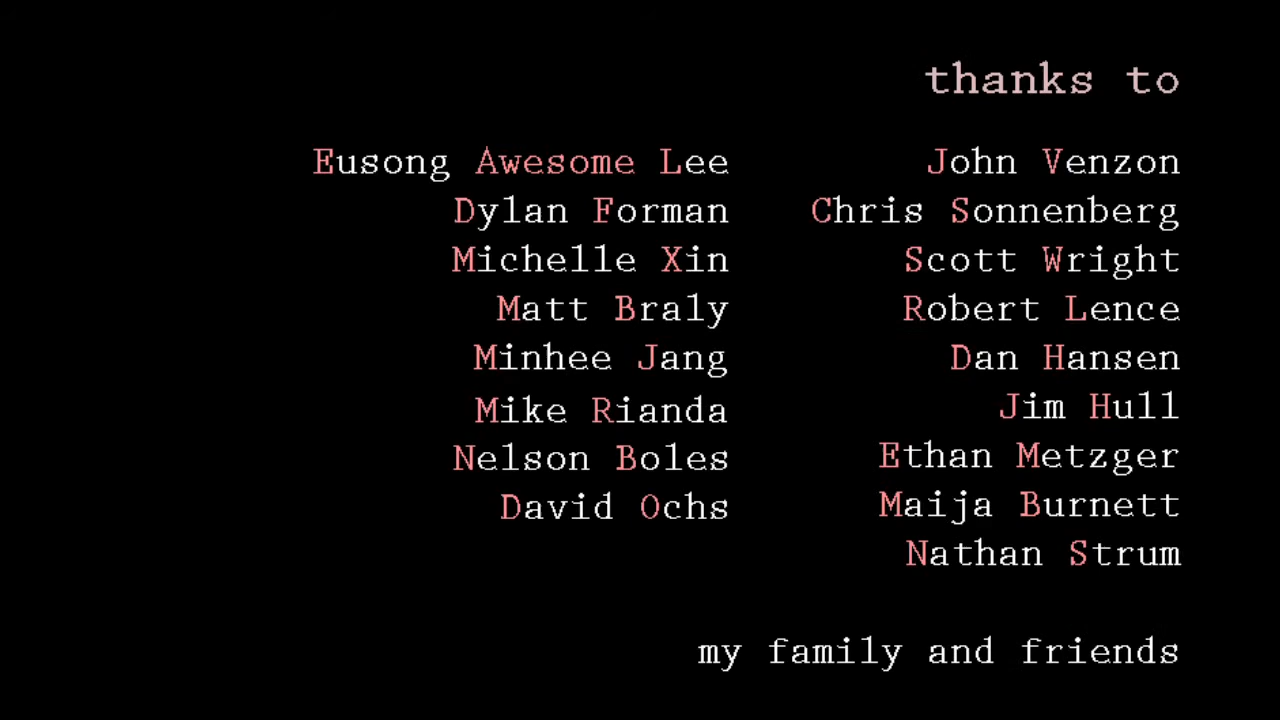 thanks to
Eusong Awesome Lee
Dylan Forman
Michelle Xin
Matt Braly
Minhee Jang
Mike Rianda
Nelson Boles
David Ochs
John Venzon
Chris Sonnenberg
Scott Wright
Robert Lence
Dan Hansen
Jim Hull
Ethan Metzger
Maija Burnett
Nathan Strum
my family and friends